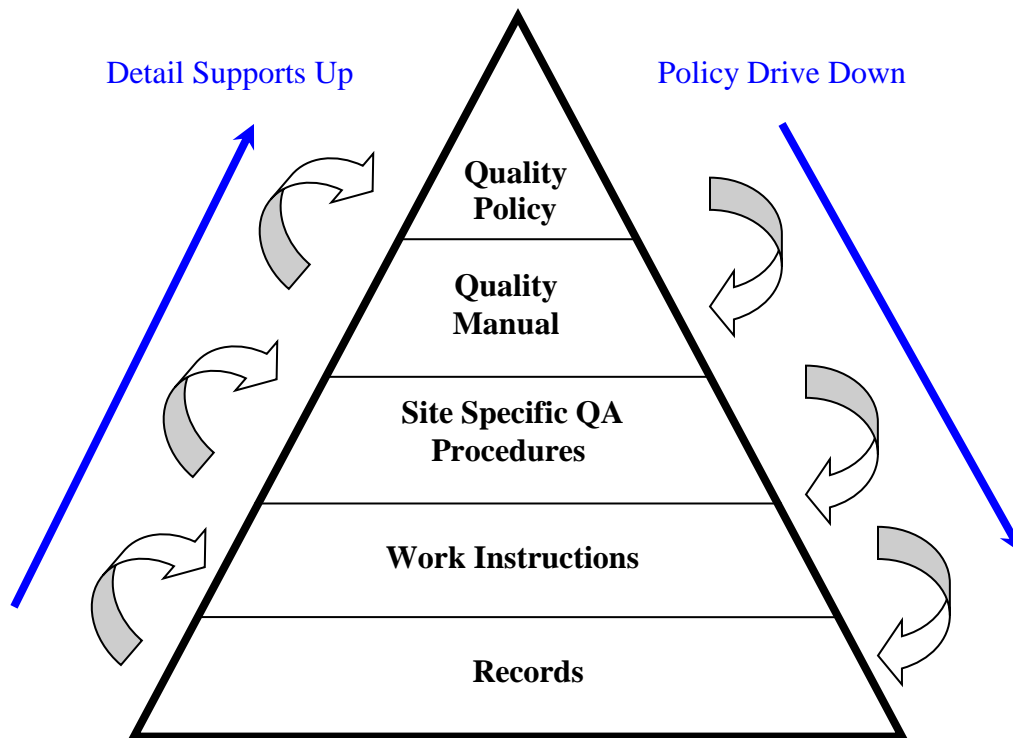 Detail Supports Up
Policy Drive Down
Quality
Policy
Quality
Manual
Site Specific QA
Procedures
Work Instructions
Records